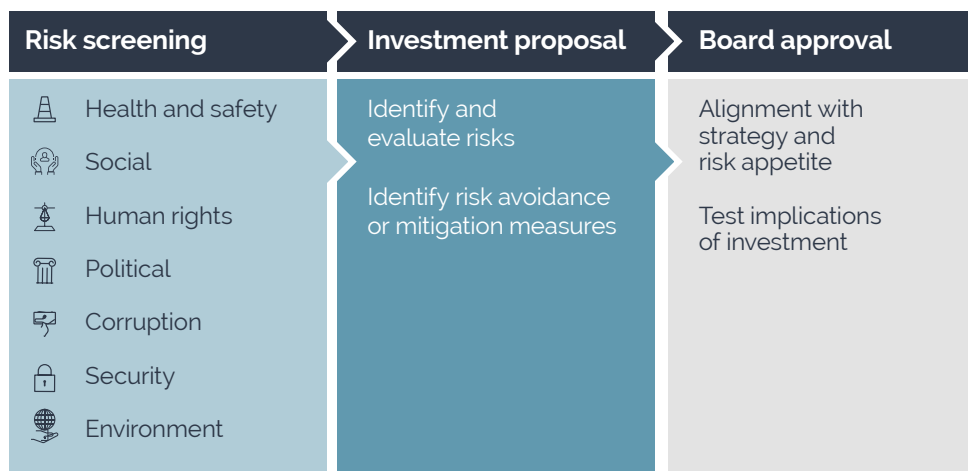 Risk screening
Health and safety
Social
Human rights
Political
Corruption
Security
Environment
Investment proposal
Identify and
evaluate risks
Identify risk avoidance
or mitigation measures
Board approval
Alignment with
strategy and
risk appetite
Test implications
of investment